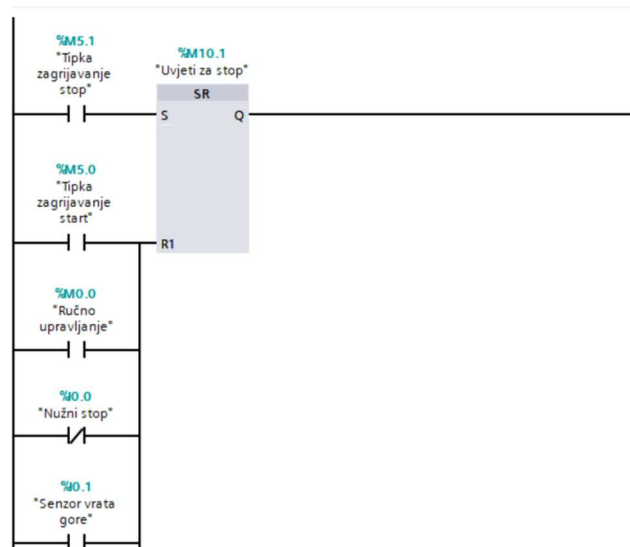 %M5.1
"Tipka
zagrijavanje
stop"
%M10.1
"Uvjeti za stop"
SR
S
Q
%M5.0
"Tipka
zagrijavanje
start"
R1
%M0.0
"Ručno
upravljanje"
%I0.0
"Nužni stop"
%I0.1
"Senzor vrata
gore"